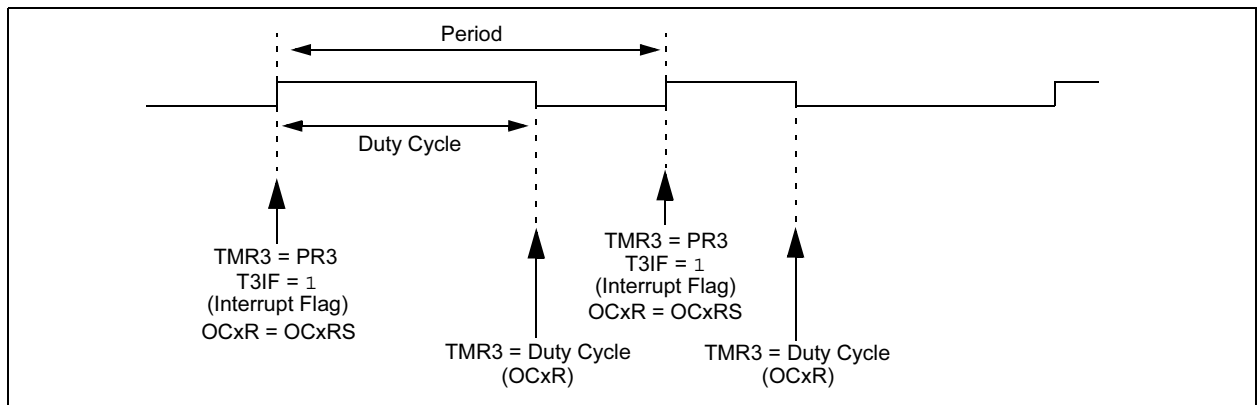 Period
Duty Cycle
TMR3 = PR3
T3IF = 1
(Interrupt Flag)
OCxR = OCxRS
TMR3 = Duty Cycle
(OCxR)
TMR3 = PR3
T3IF = 1
(Interrupt Flag)
OCxR = OCxRS
TMR3 = Duty Cycle
(OCxR)